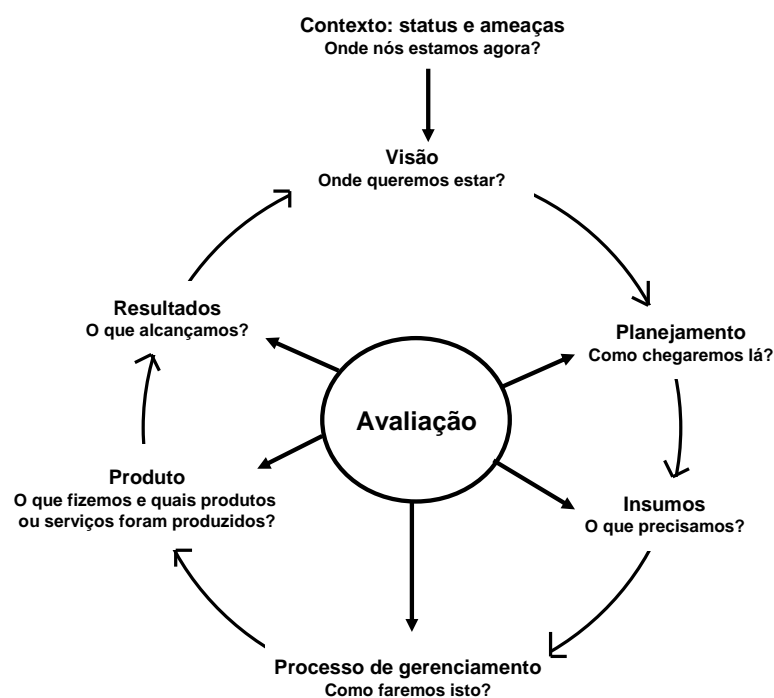 Contexto: status e ameaças
Onde nós estamos agora?
Visão
Onde queremos estar?
Resultados
O que alcançamos?
Planejamento
Como chegaremos lá?
Avaliação
Produto
O que fizemos e quais produtos
ou serviços foram produzidos?
Insumos
O que precisamos?
Processo de gerenciamento
Como faremos isto?